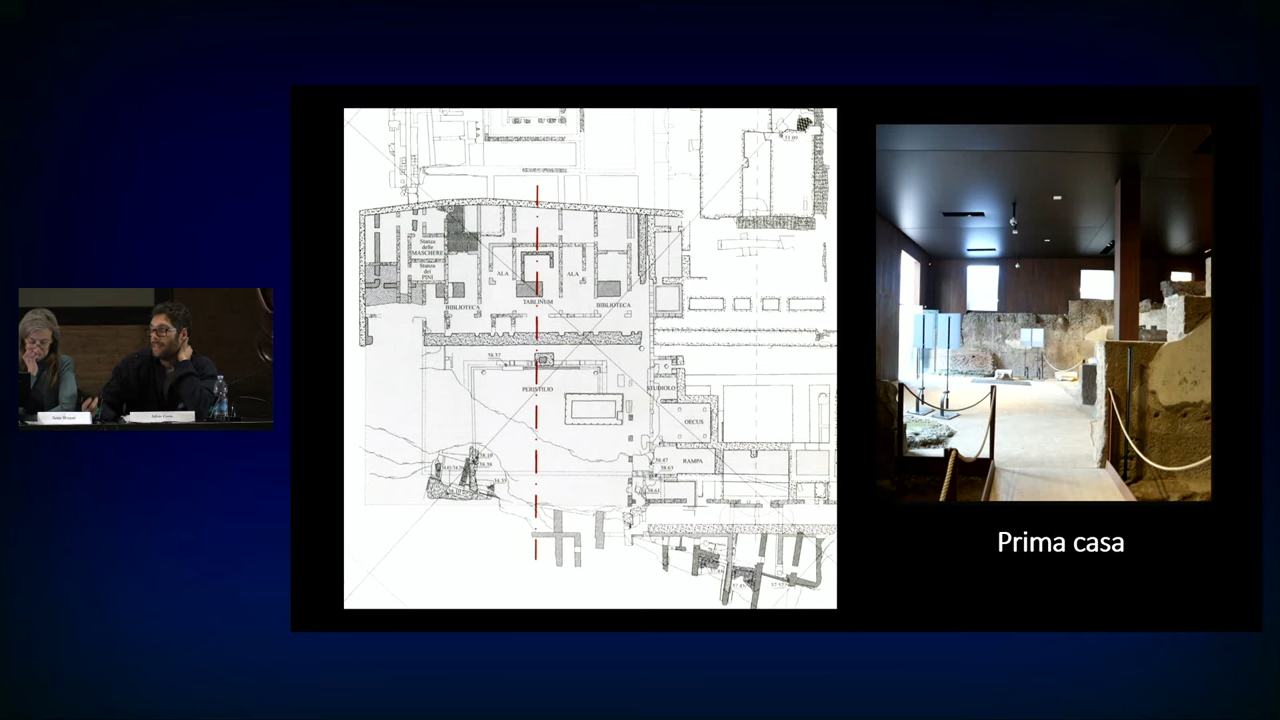 Stanza
delle
MASCHERE
Stanza
dei
PINI
ALA
ALA
BIBLIOTECA
TABLINUM
BIBLIOTECA
PERISTILIO
STUDIOLO
OECUS
RAMPA
Prima casa